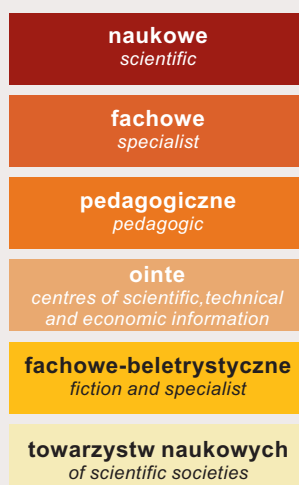 naukowe
scientific
fachowe
specialist
pedagogiczne
pedagogic
ointe
centres of scientific,technical
and economic information
fachowe-beletrystyczne
fiction and specialist
towarzystw naukowych
of scientific societies